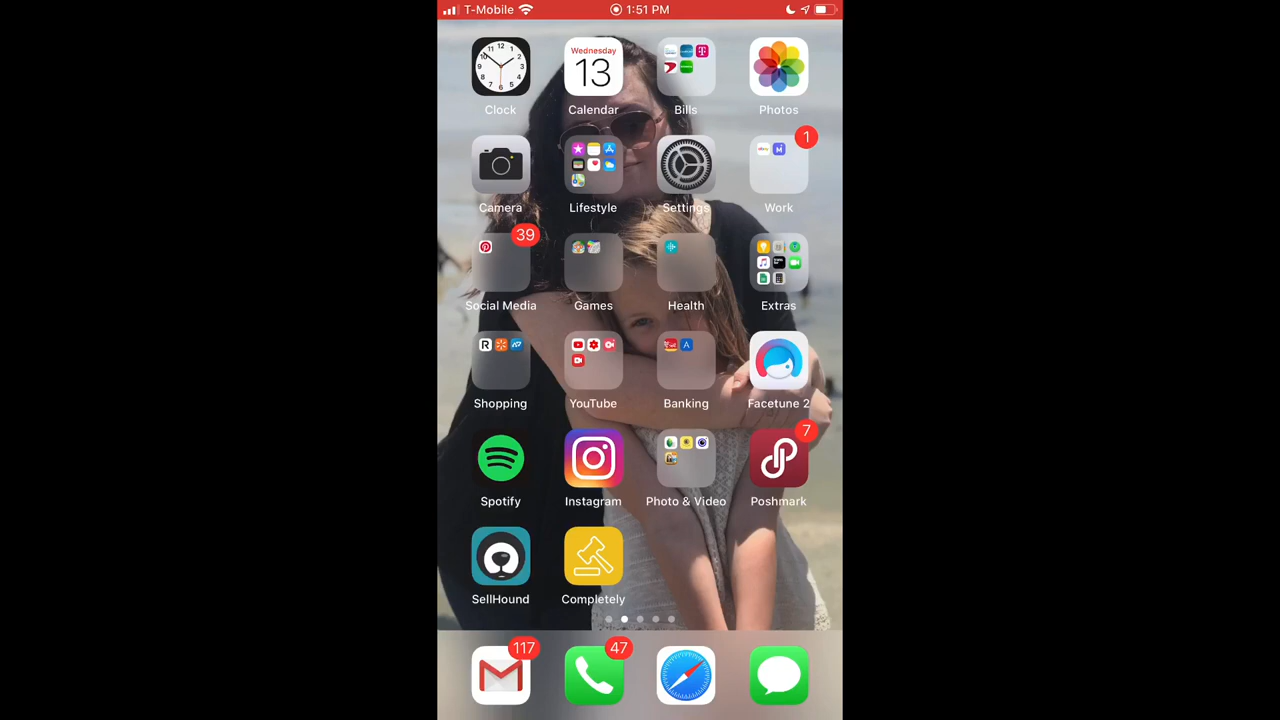 T-Mobile 1:51 PM
Wednesday
13
Clock Calendar Bills Photos
1
Camera Lifestyle Settings Work
39
Social Media Games Health Extras
Shopping YouTube Banking Facetune 2
7
Spotify Instagram Photo & Video Poshmark
SellHound Completely
117 47